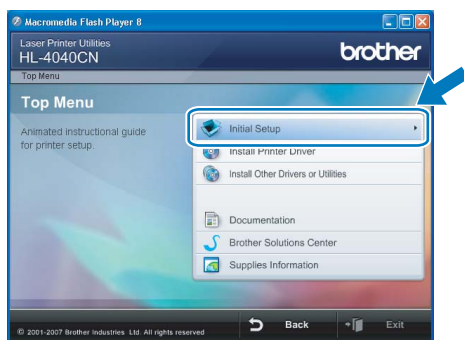 Macromedia Flash Player 8
Laser Printer Utilities
HL-4040CN
brother
Top Menu
Top Menu
Animated instructional guide
for printer setup.
Initial Setup
Install Printer Driver
Install Other Drivers or Utilities
Documentation
Brother Solutions Center
Supplies Information
© 2001-2007 Brother Industries Ltd. All rights reserved
Back
Exit